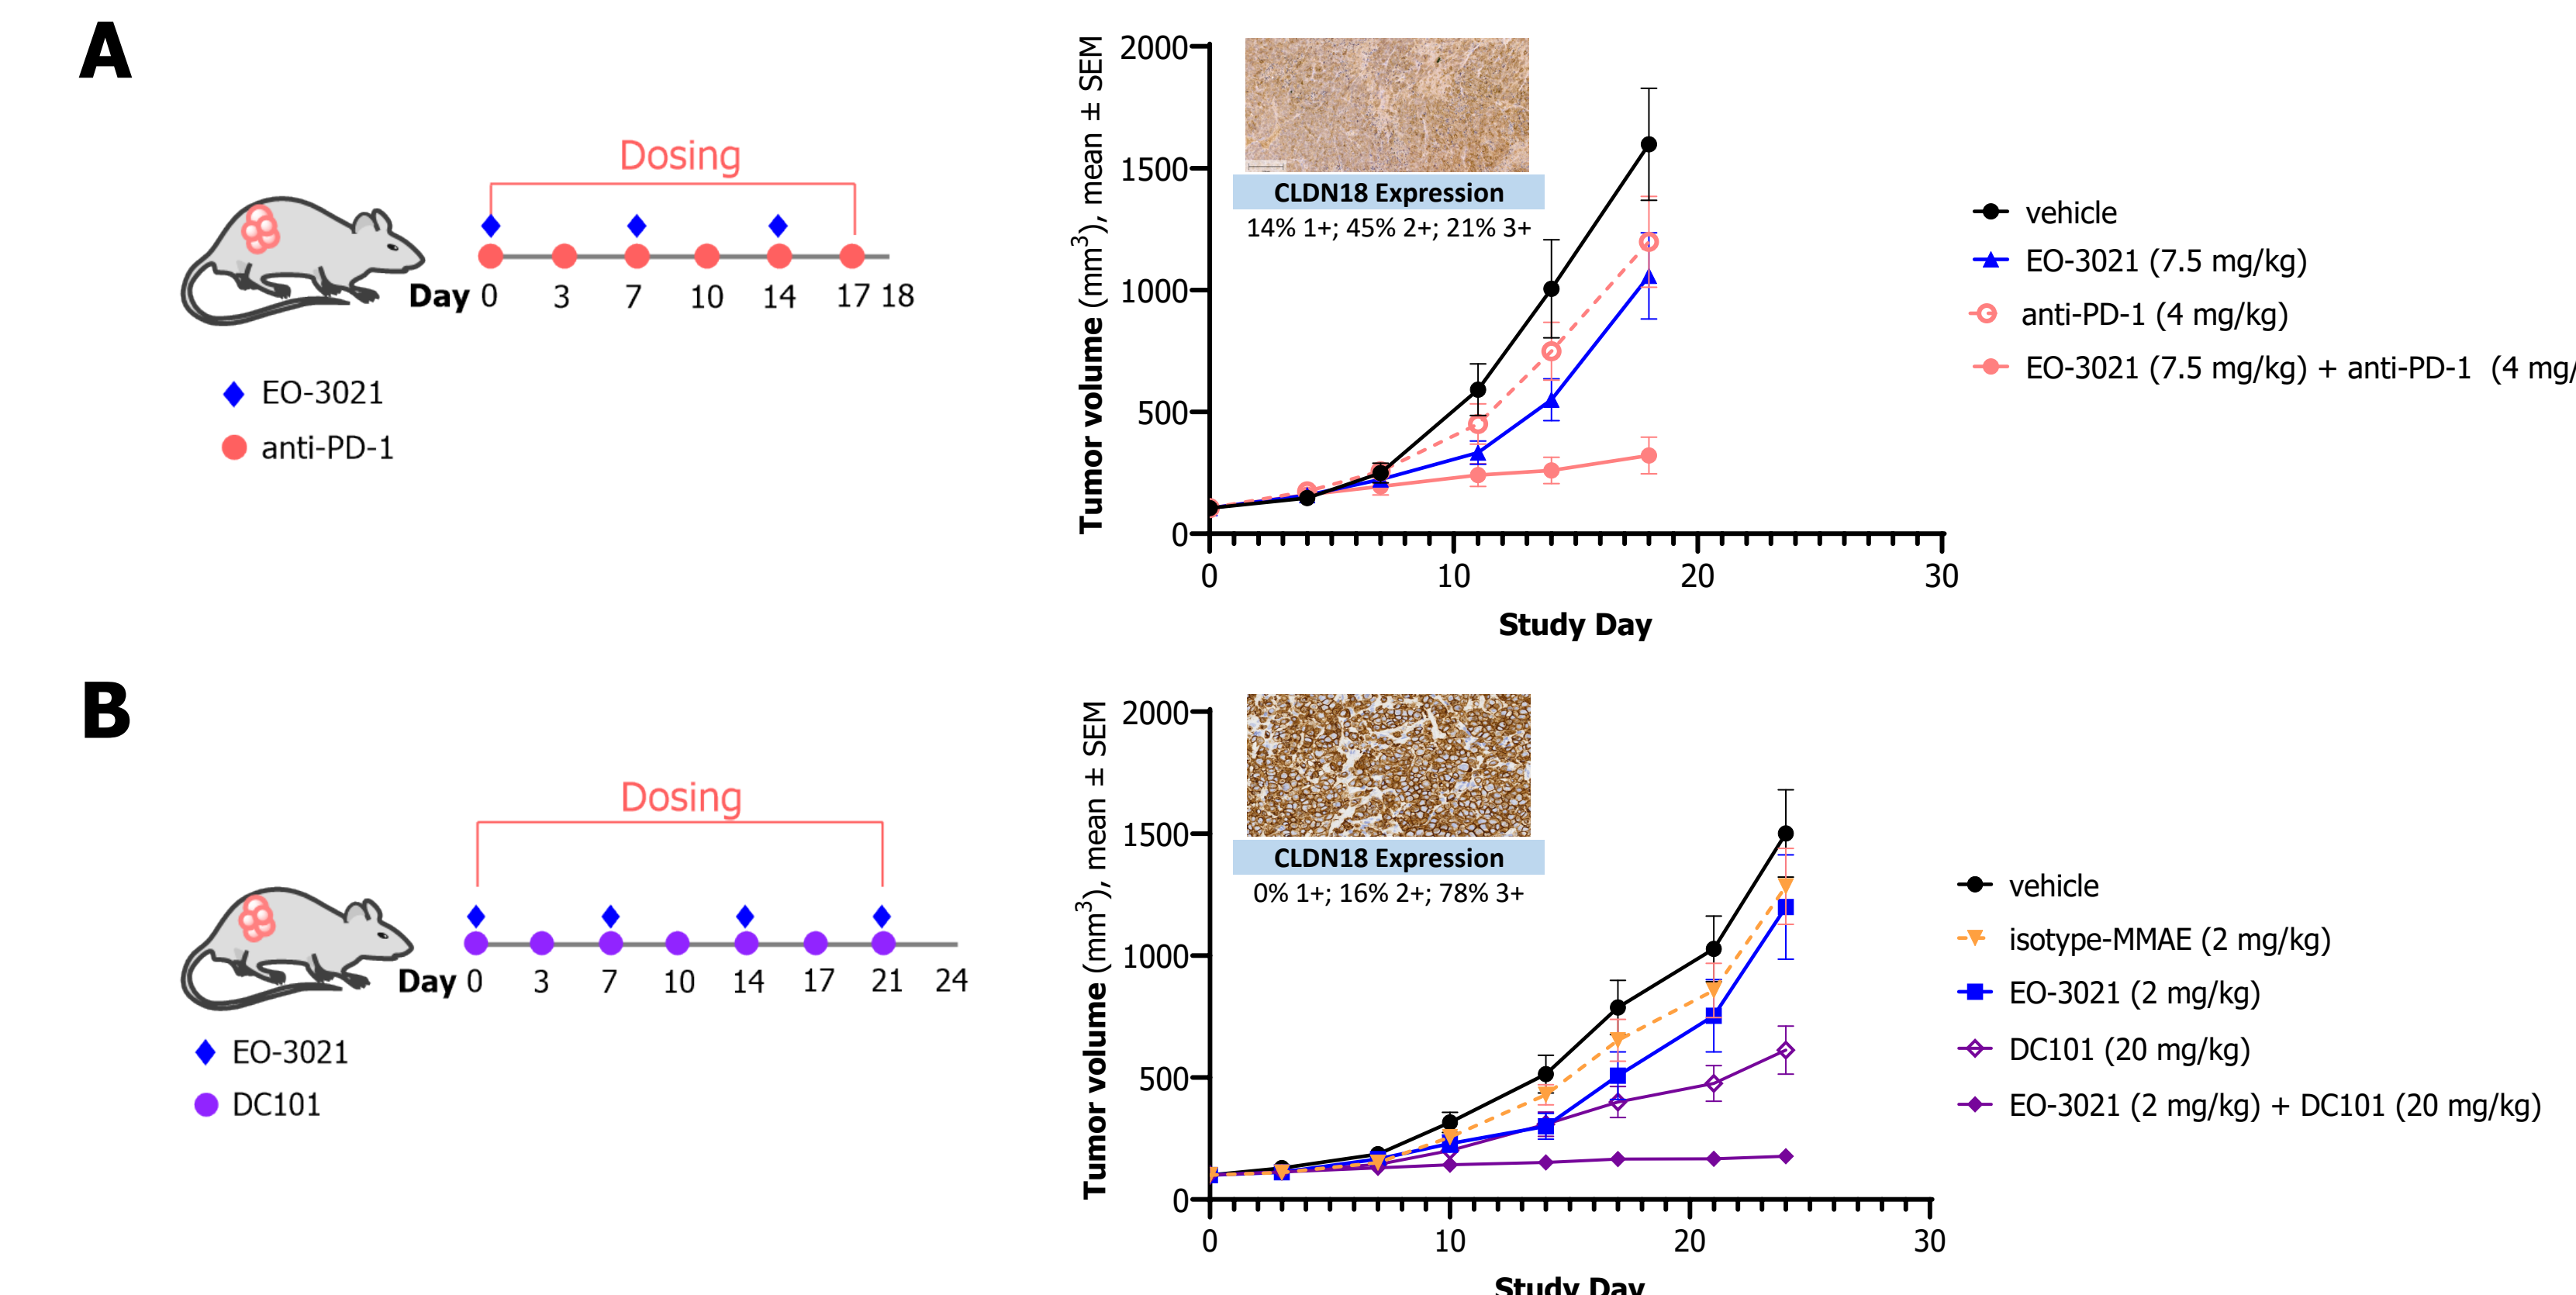 A
Dosing
Day 0 3 7 10 14 17 18
EO-3021
anti-PD-1
Tumor volume (mm³), mean ± SEM
2000
1500
1000
500
0
CLDN18 Expression
14% 1+; 45% 2+; 21% 3+
0 10 20 30
Study Day
vehicle
EO-3021 (7.5 mg/kg)
anti-PD-1 (4 mg/kg)
EO-3021 (7.5 mg/kg) + anti-PD-1 (4 mg/
B
Dosing
Day 0 3 7 10 14 17 21 24
EO-3021
DC101
Tumor volume (mm³), mean ± SEM
2000
1500
1000
500
0
CLDN18 Expression
0% 1+; 16% 2+; 78% 3+
0 10 20 30
Study Day
vehicle
isotype-MMAE (2 mg/kg)
EO-3021 (2 mg/kg)
DC101 (20 mg/kg)
EO-3021 (2 mg/kg) + DC101 (20 mg/kg)